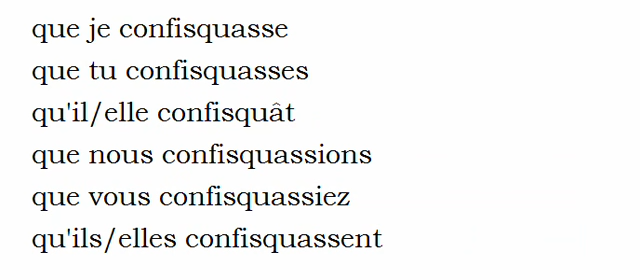 que je confisquasse
que tu confisquasses
qu'il/elle confisquât
que nous confisquassions
que vous confisquassiez
qu'ils/elles confisquassent